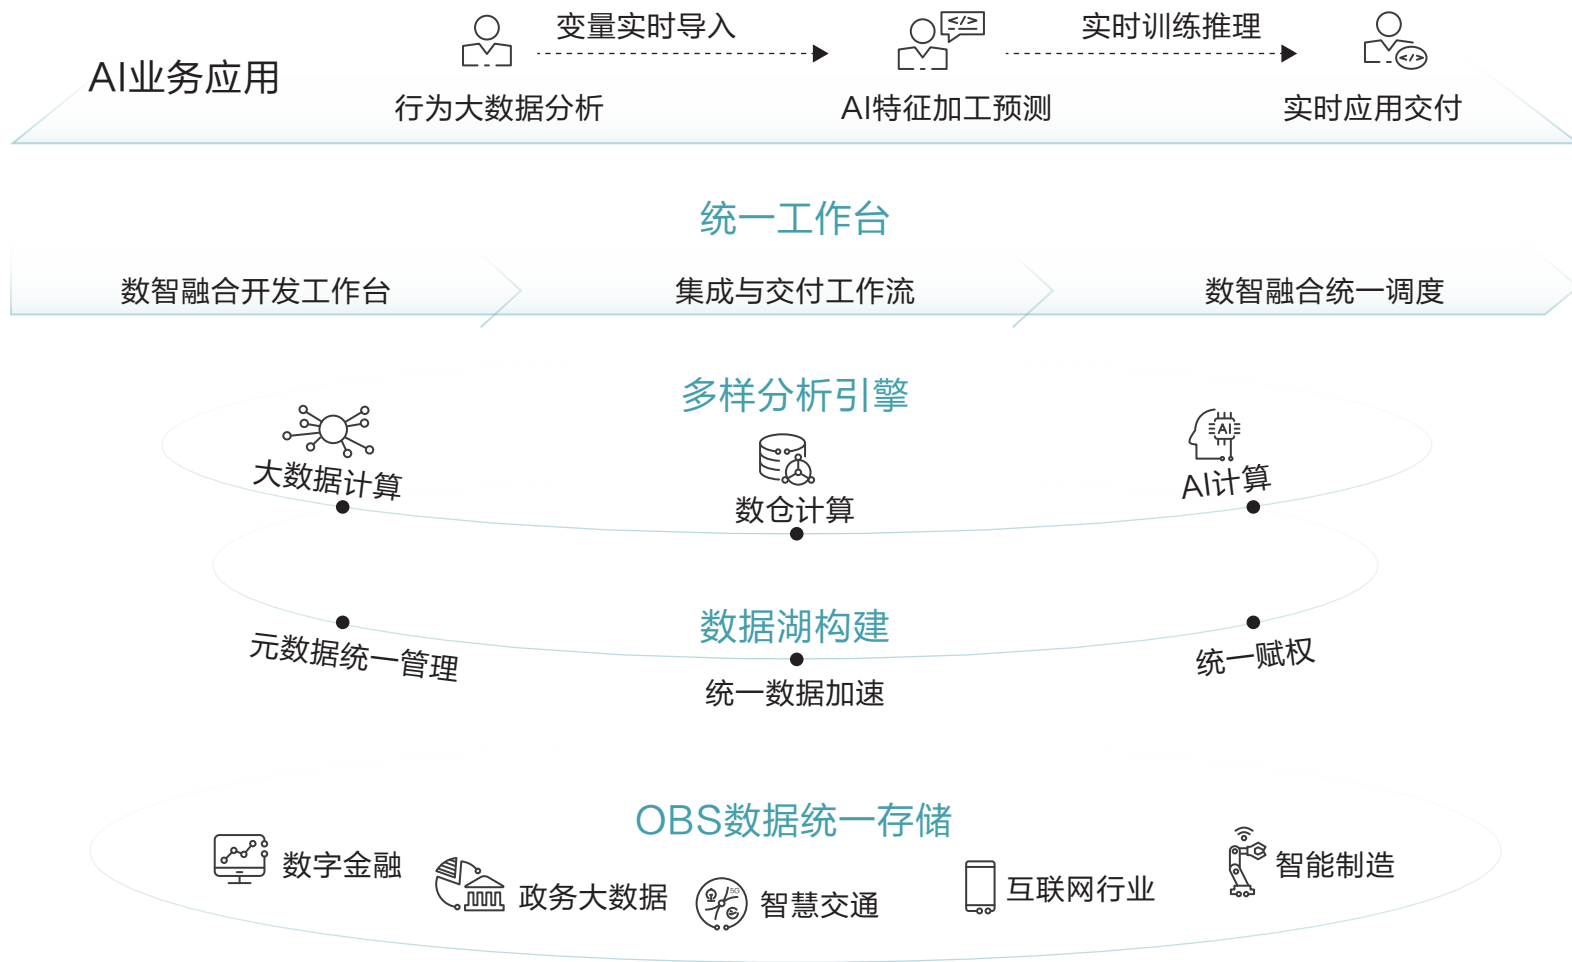 AI业务应用
变量实时导入
实时训练推理
行为大数据分析
AI特征加工预测
实时应用交付
统一工作台
数智融合开发工作台
集成与交付工作流
数智融合统一调度
多样分析引擎
大数据计算
数仓计算
AI
AI计算
数据湖构建
元数据统一管理
统一数据加速
统一赋权
OBS数据统一存储
数字金融
政务大数据
5G
智慧交通
互联网行业
智能制造